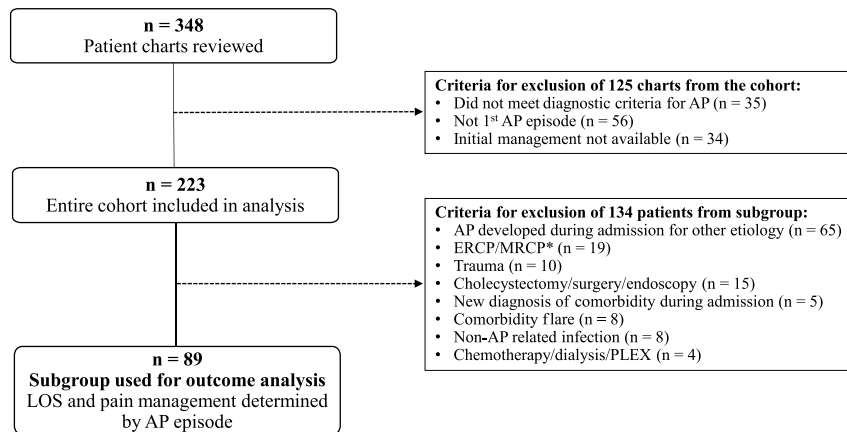 n = 348
Patient charts reviewed
Criteria for exclusion of 125 charts from the cohort:
• Did not meet diagnostic criteria for AP (n = 35)
• Not 1st AP episode (n = 56)
• Initial management not available (n = 34)
n = 223
Entire cohort included in analysis
Criteria for exclusion of 134 patients from subgroup:
• AP developed during admission for other etiology (n = 65)
• ERCP/MRCP* (n = 19)
• Trauma (n = 10)
• Cholecystectomy/surgery/endoscopy (n = 15)
• New diagnosis of comorbidity during admission (n = 5)
• Comorbidity flare (n = 8)
• Non-AP related infection (n = 8)
• Chemotherapy/dialysis/PLEX (n = 4)
n = 89
Subgroup used for outcome analysis
LOS and pain management determined
by AP episode